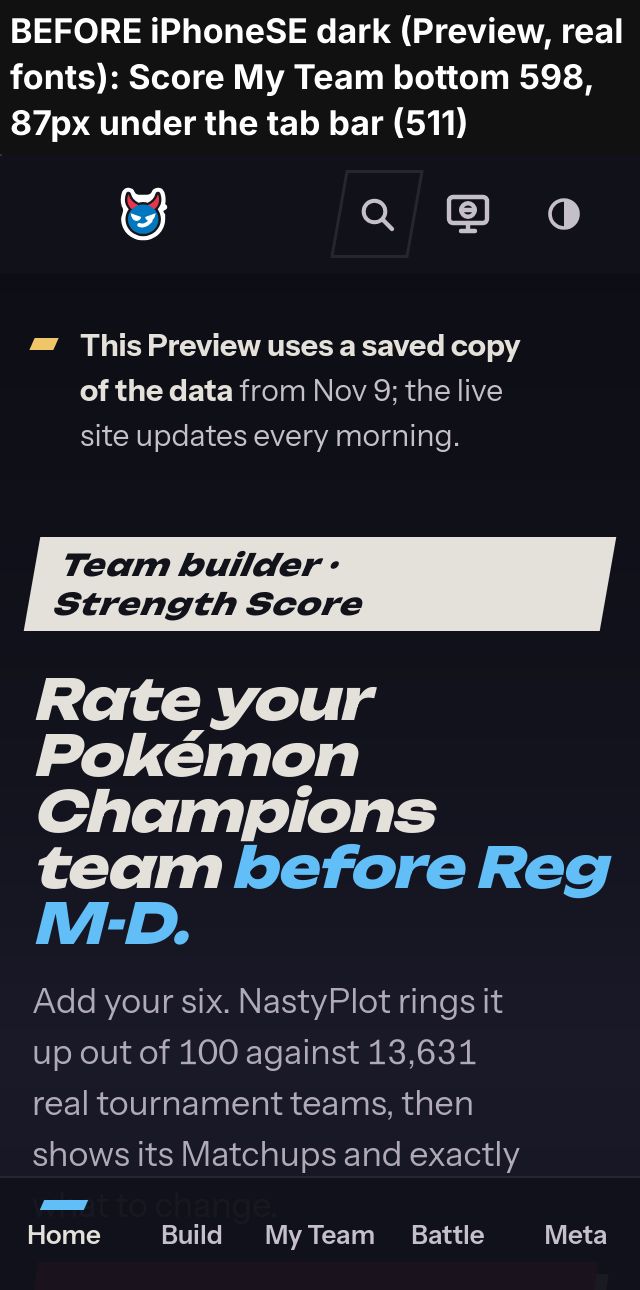 BEFORE iPhoneSE dark (Preview, real
fonts): Score My Team bottom 598,
87px under the tab bar (511)
This Preview uses a saved copy
of the data from Nov 9; the live
site updates every morning.
Team builder ·
Strength Score
Rate your
Pokémon
Champions
team before Reg
M-D.
Add your six. NastyPlot rings it
up out of 100 against 13,631
real tournament teams, then
shows its Matchups and exactly
what to change.
Home Build My Team Battle Meta